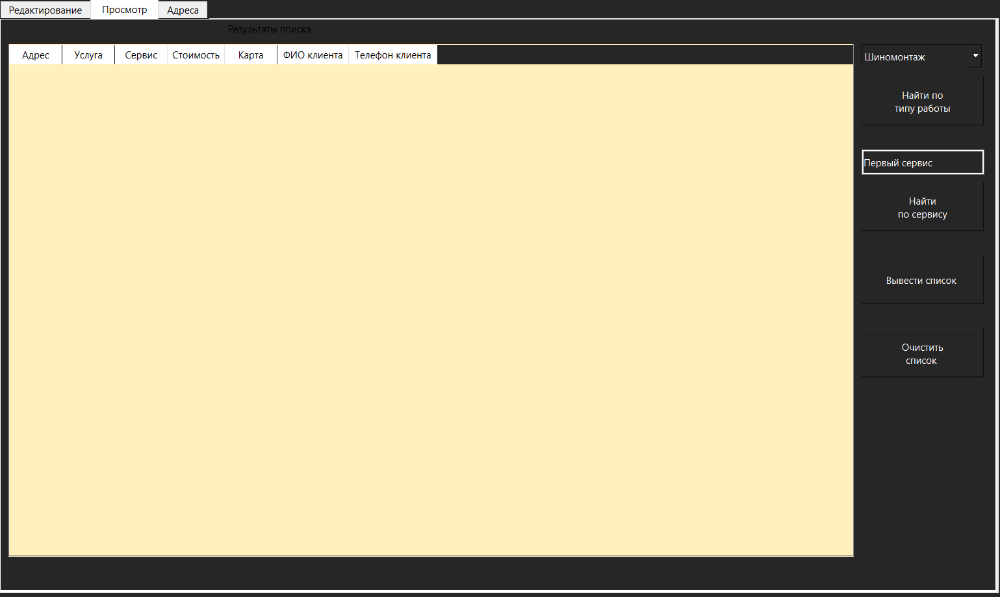 Редактирование Просмотр Адреса
Результаты поиска
Адрес Услуга Сервис Стоимость Карта ФИО клиента Телефон клиента
Шиномонтаж
Найти по
типу работы
Первый сервис
Найти
по сервису
Вывести список
Очистить
список